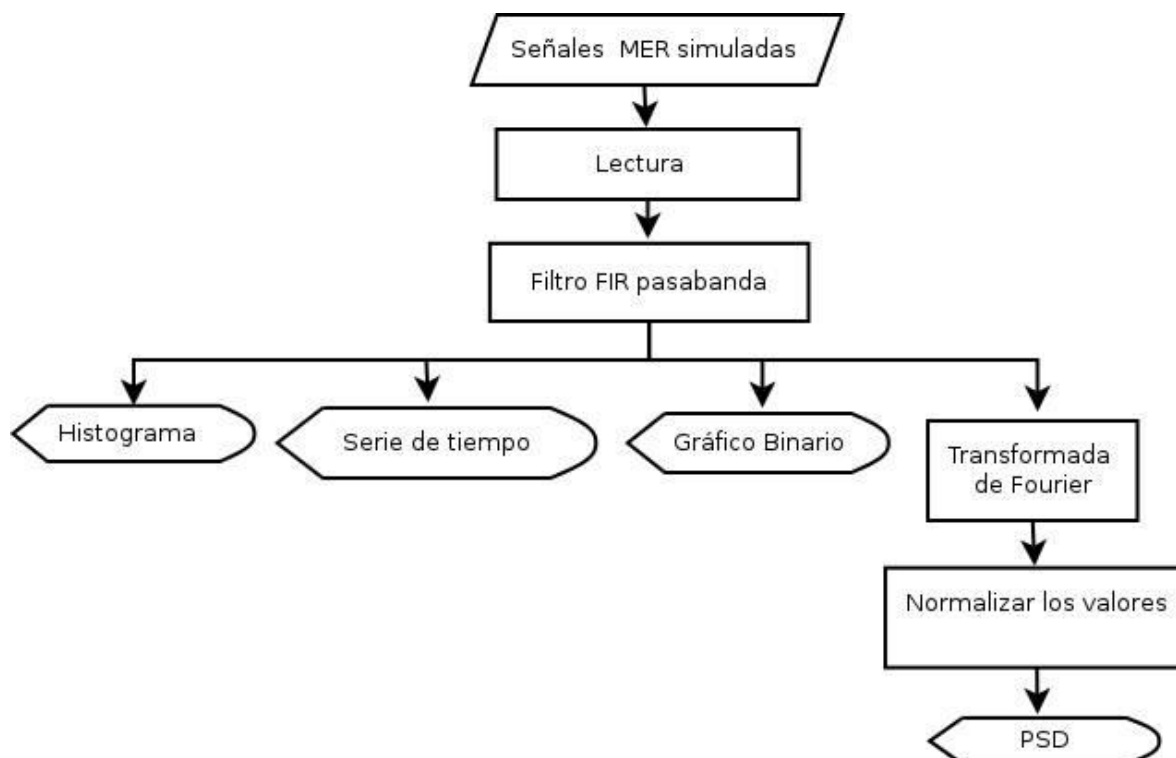 Señales MER simuladas
Lectura
Filtro FIR pasabanda
Histograma
Serie de tiempo
Gráfico Binario
Transformada
de Fourier
Normalizar los valores
PSD